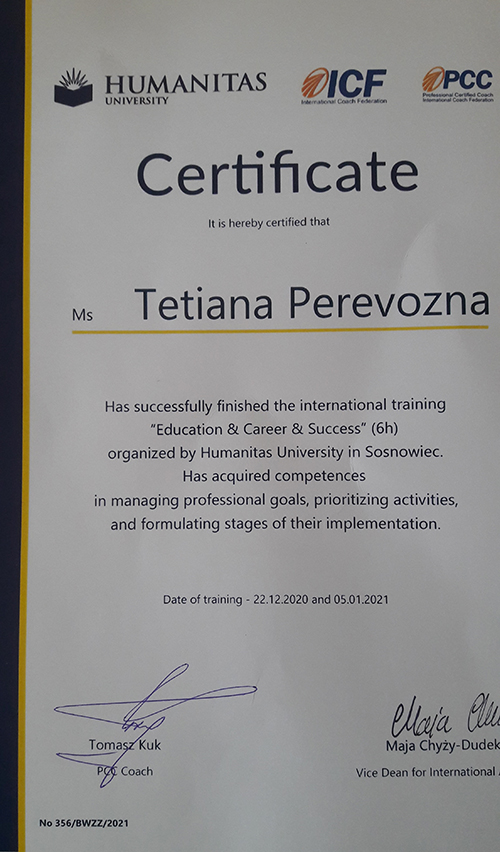 HUMANITAS
UNIVERSITY
ICF
International Coach Federation
PCC
Professional Certified Coach
International Coach Federation
Certificate
It is hereby certified that
Ms Tetiana Perevozna
Has successfully finished the international training
“Education & Career & Success” (6h)
organized by Humanitas University in Sosnowiec.
Has acquired competences
in managing professional goals, prioritizing activities,
and formulating stages of their implementation.
Date of training - 22.12.2020 and 05.01.2021
Tomasz Kuk
PCC Coach
Maja
Maja Chyży-Dudek
Vice Dean for International
No 356/BWZZ/2021